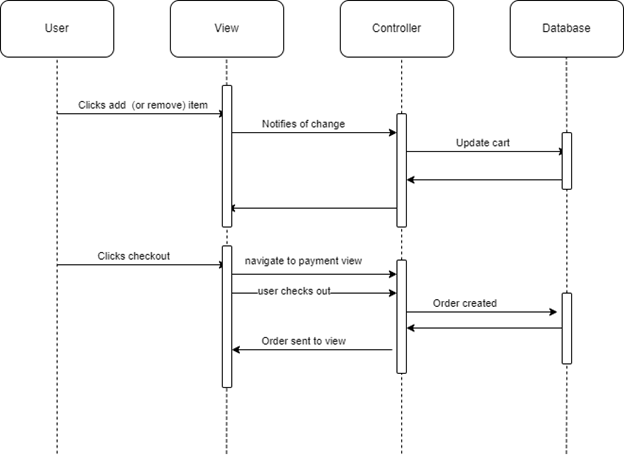 User
View
Controller
Database
Clicks add (or remove) item
Notifies of change
Update cart
Clicks checkout
navigate to payment view
user checks out
Order created
Order sent to view